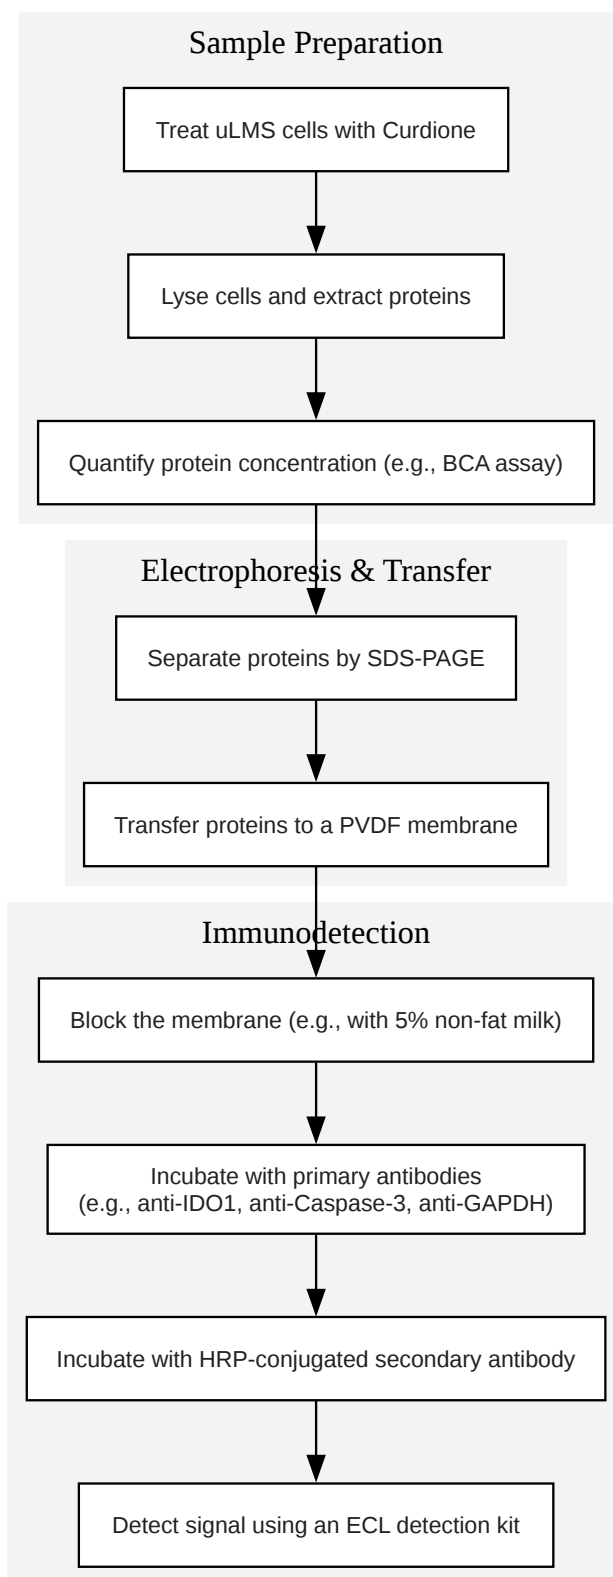 Sample Preparation
Treat uLMS cells with Curdione
Lyse cells and extract proteins
Quantify protein concentration (e.g., BCA assay)
Electrophoresis & Transfer
Separate proteins by SDS-PAGE
Transfer proteins to a PVDF membrane
Immunodetection
Block the membrane (e.g., with 5% non-fat milk)
Incubate with primary antibodies
(e.g., anti-IDO1, anti-Caspase-3, anti-GAPDH)
Incubate with HRP-conjugated secondary antibody
Detect signal using an ECL detection kit